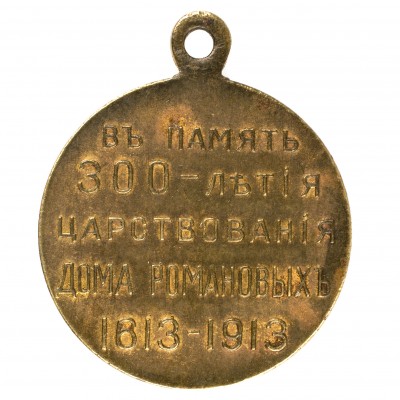 ВЪ ПАМЯТЬ
300-ЛѢТІЯ
ЦАРСТВОВАНІЯ
ДОМА РОМАНОВЫХЪ
1613-1913